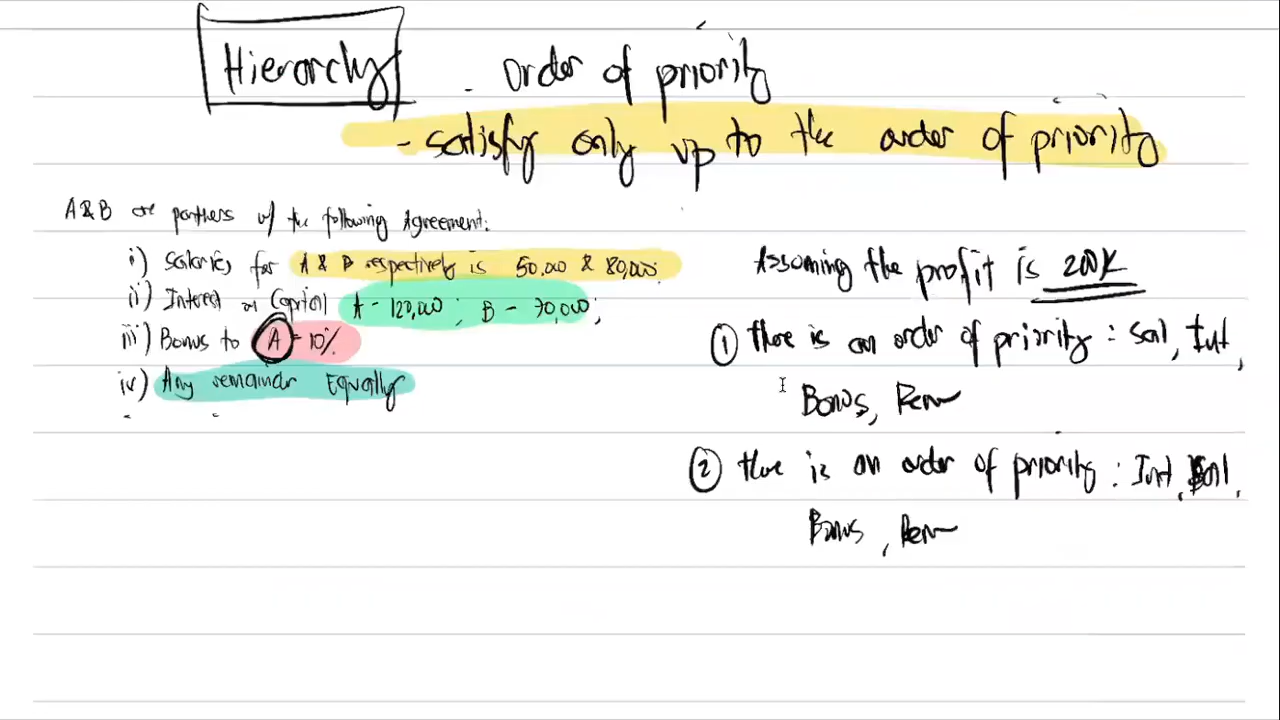 Hierarchy
- Order of priority
- satisfy only up to the order of priority
A & B are partners w/ the following Agreement:
i) Salaries for A & B respectively is 50,000 & 80,000;
ii) Interest on Capital A - 120,000; B - 70,000;
iii) Bonus to A - 10%
iv) Any remainder Equally
Assuming the profit is 200K
① there is an order of priority: Sal, Int,
Bonus, Rem
② there is an order of priority: Int, Sal,
Bonus, Rem